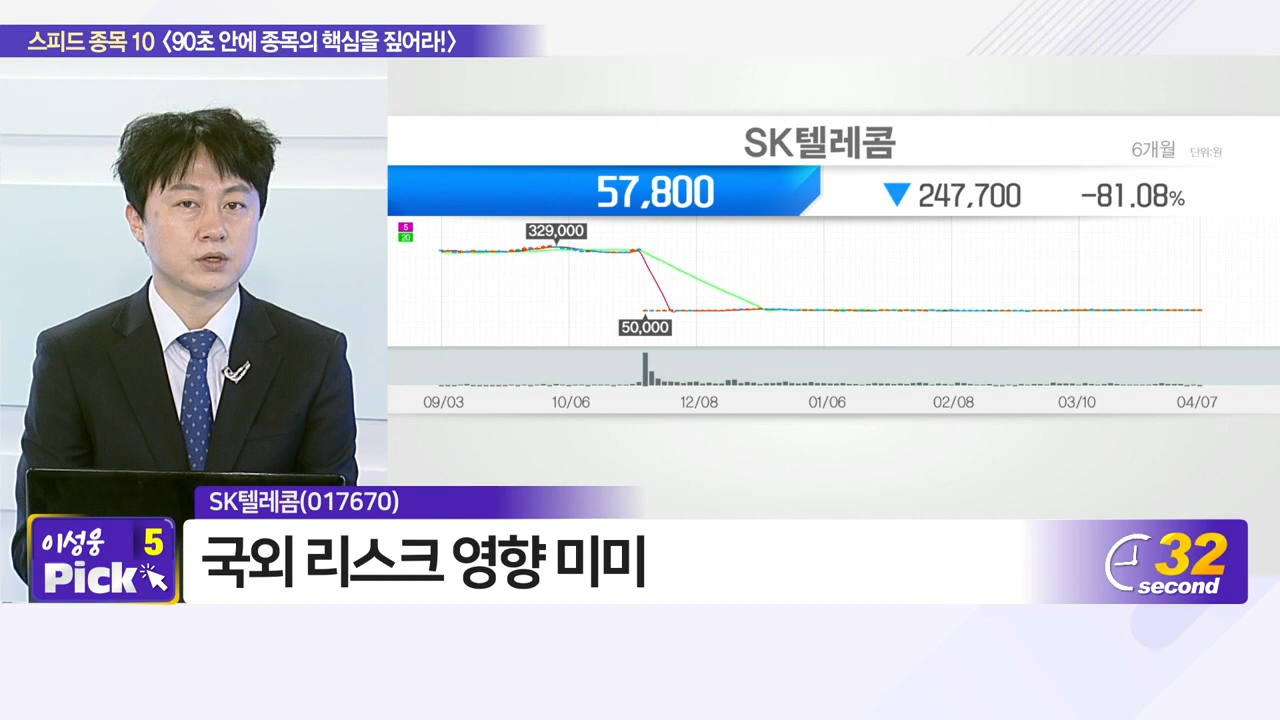 스피드 종목 10 〈90초 안에 종목의 핵심을 짚어라!〉
SK텔레콤
6개월 단위:원
57,800
▼247,700 -81.08%
5
20
329,000
50,000
09/03 10/06 12/08 01/06 02/08 03/10 04/07
SK텔레콤(017670)
이성웅 5
Pick
국외 리스크 영향 미미
32
second